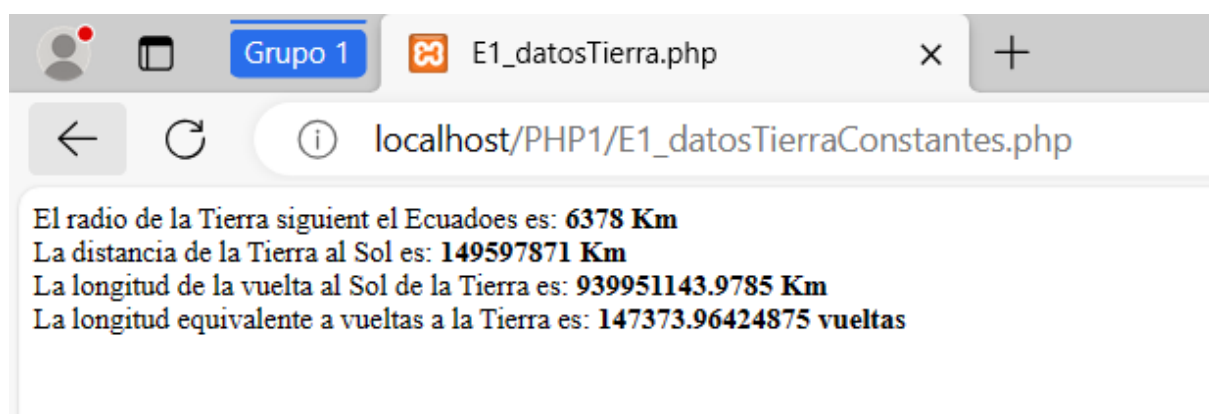 Grupo 1
E1_datosTierra.php
localhost/PHP1/E1_datosTierraConstantes.php
El radio de la Tierra siguient el Ecuadoes es: 6378 Km
La distancia de la Tierra al Sol es: 149597871 Km
La longitud de la vuelta al Sol de la Tierra es: 939951143.9785 Km
La longitud equivalente a vueltas a la Tierra es: 147373.96424875 vueltas